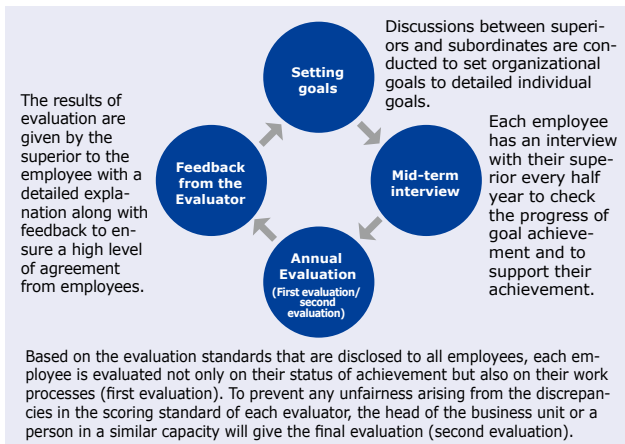 Setting
goals
Discussions between superi-
ors and subordinates are con-
ducted to set organizational
goals to detailed individual
goals.
Mid-term
interview
Each employee
has an interview
with their supe-
rior every half
year to check
the progress of
goal achieve-
ment and to
support their
achievement.
Annual
Evaluation
(First evaluation/
second
evaluation)
Feedback
from the
Evaluator
The results of
evaluation are
given by the
superior to the
employee with a
detailed expla-
nation along with
feedback to en-
sure a high level
of agreement
from employees.
Based on the evaluation standards that are disclosed to all employees, each em-
ployee is evaluated not only on their status of achievement but also on their work
processes (first evaluation). To prevent any unfairness arising from the discrepan-
cies in the scoring standard of each evaluator, the head of the business unit or a
person in a similar capacity will give the final evaluation (second evaluation).